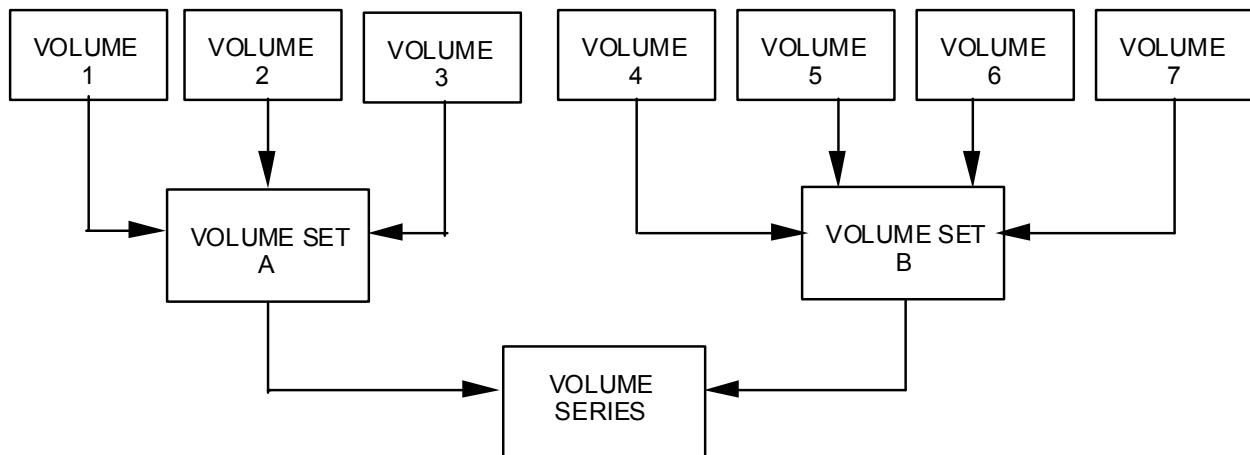 VOLUME
1
VOLUME
2
VOLUME
3
VOLUME
4
VOLUME
5
VOLUME
6
VOLUME
7
VOLUME SET
A
VOLUME SET
B
VOLUME
SERIES